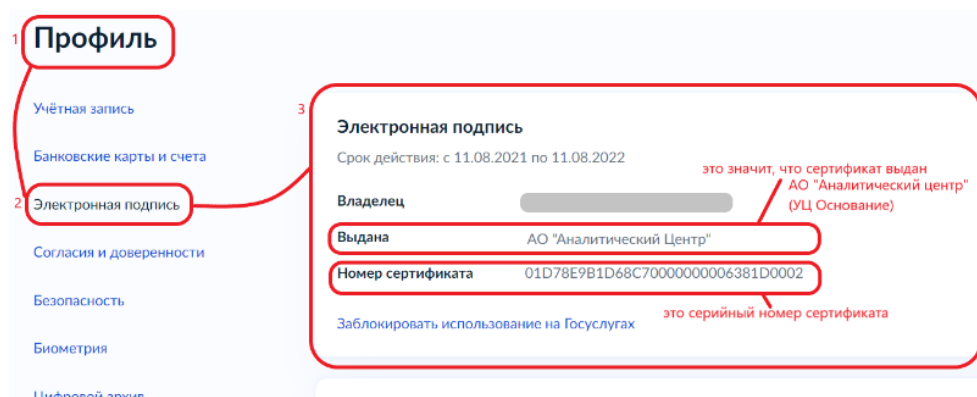 1 Профиль
Учётная запись
Банковские карты и счета
2 Электронная подпись
Согласия и доверенности
Безопасность
Биометрия
Цифровой архив
3
Электронная подпись
Срок действия: с 11.08.2021 по 11.08.2022
это значит, что сертификат выдан
АО "Аналитический центр"
(УЦ Основание)
Владелец
Выдана АО "Аналитический Центр"
Номер сертификата 01D78E9B1D68C70000000006381D0002
это серийный номер сертификата
Заблокировать использование на Госуслугах